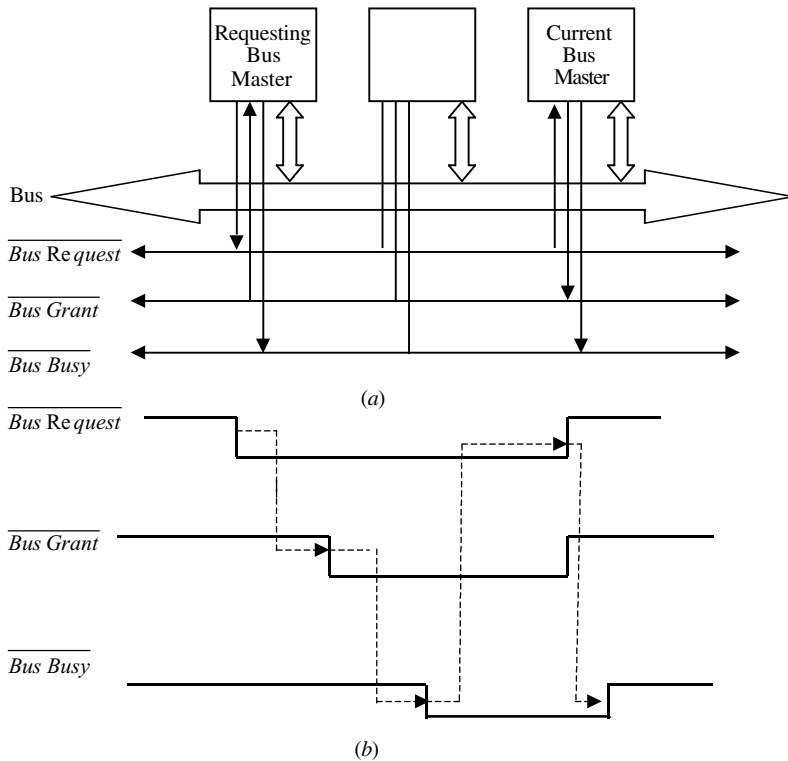 Requesting
Bus
Master
Current
Bus
Master
Bus
Bus Request
Bus Grant
Bus Busy
(a)
Bus Request
Bus Grant
Bus Busy
(b)